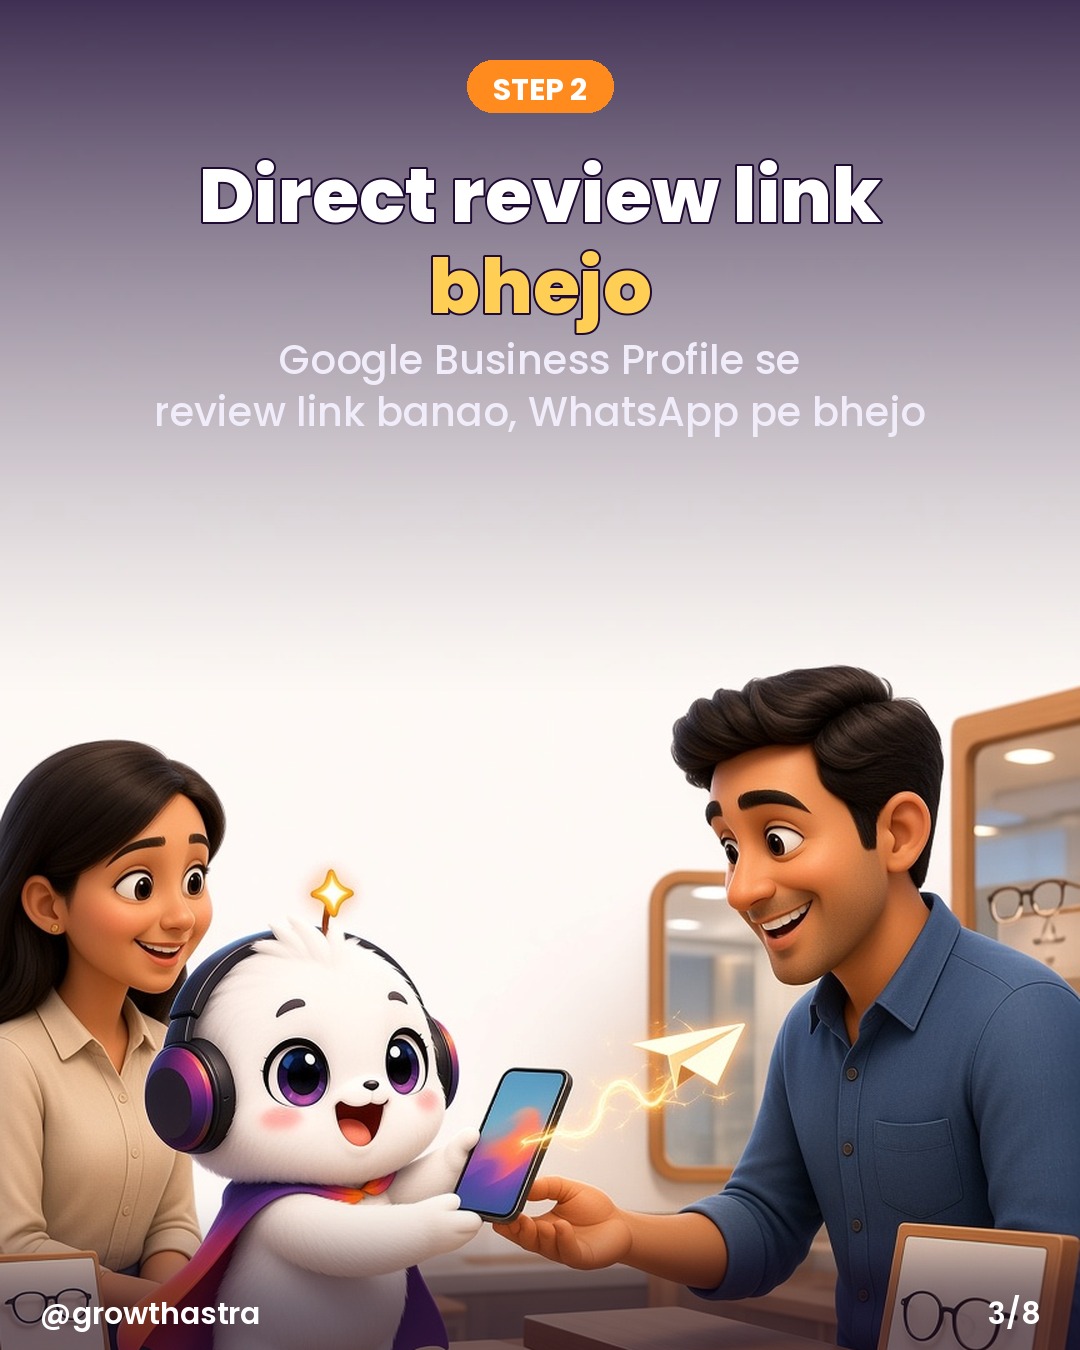 STEP 2
Direct review link
bhejo
Google Business Profile se
review link banao, WhatsApp pe bhejo
@growthastra
3/8